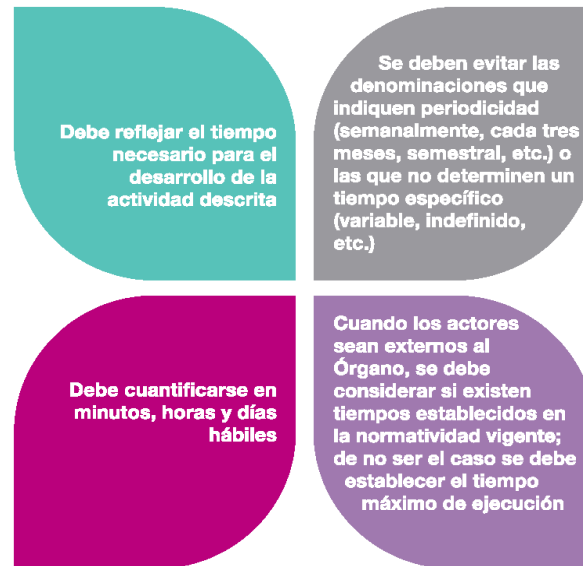 Debe reflejar el tiempo
necesario para el
desarrollo de la
actividad descrita
Se deben evitar las
denominaciones que
indiquen periodicidad
(semanalmente, cada tres
meses, semestral, etc.) o
las que no determinen un
tiempo específico
(variable, indefinido,
etc.)
Debe cuantificarse en
minutos, horas y días
hábiles
Cuando los actores
sean externos al
Órgano, se debe
considerar si existen
tiempos establecidos en
la normatividad vigente;
de no ser el caso se debe
establecer el tiempo
máximo de ejecución